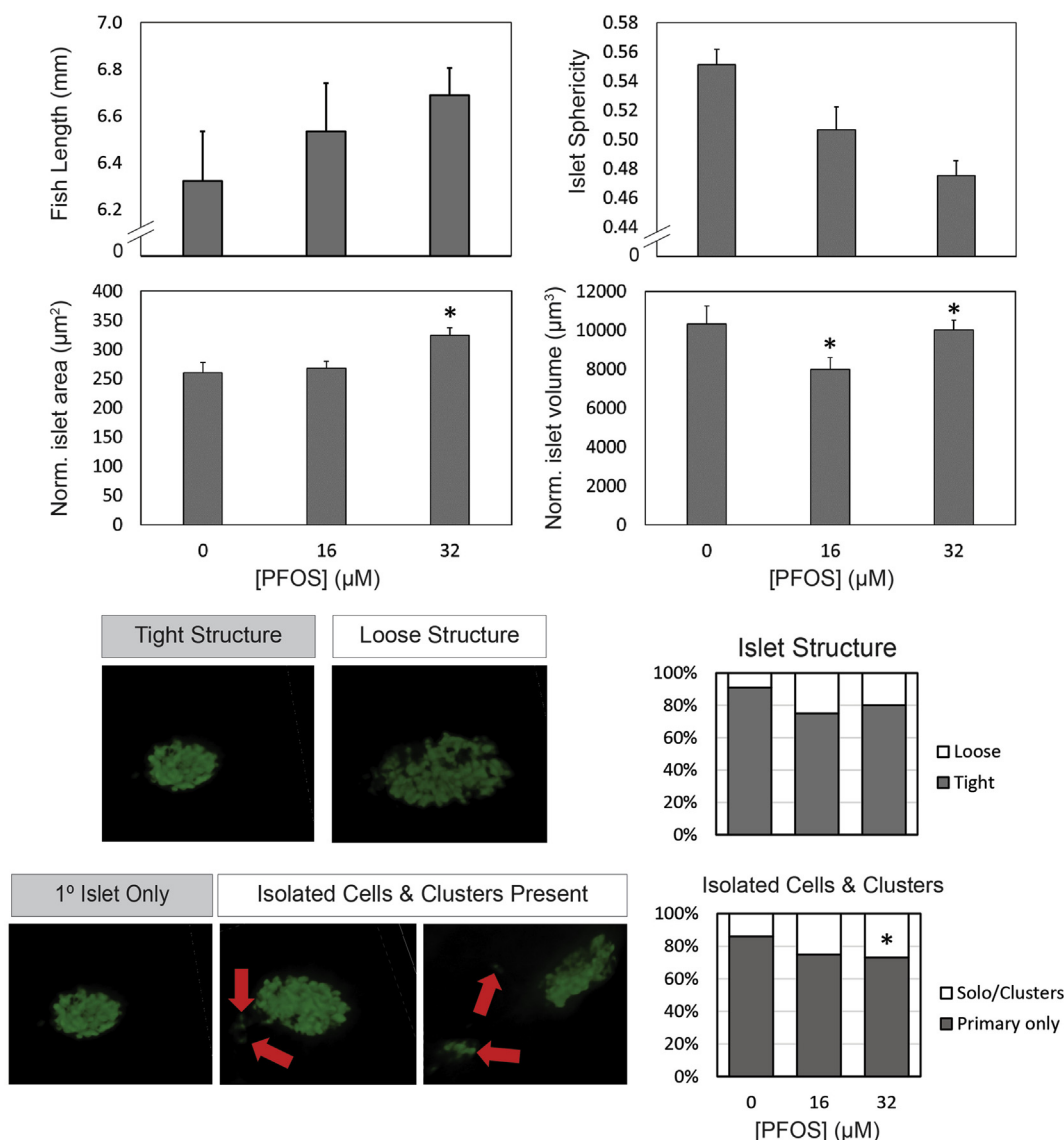 Fish Length (mm)
7.0
6.8
6.6
6.4
6.2
0
Islet Sphericity
0.58
0.56
0.54
0.52
0.50
0.48
0.46
0.44
0
Norm. islet area (µm²)
400
350
300
250
200
150
100
50
0
*
0 16 32
[PFOS] (µM)
Norm. islet volume (µm³)
12000
10000
8000
6000
4000
2000
0
*
*
0 16 32
[PFOS] (µM)
Tight Structure
Loose Structure
Islet Structure
100%
80%
60%
40%
20%
0%
Loose
Tight
1º Islet Only
Isolated Cells & Clusters Present
Isolated Cells & Clusters
100%
80%
60%
40%
20%
0%
*
Solo/Clusters
Primary only
0 16 32
[PFOS] (µM)